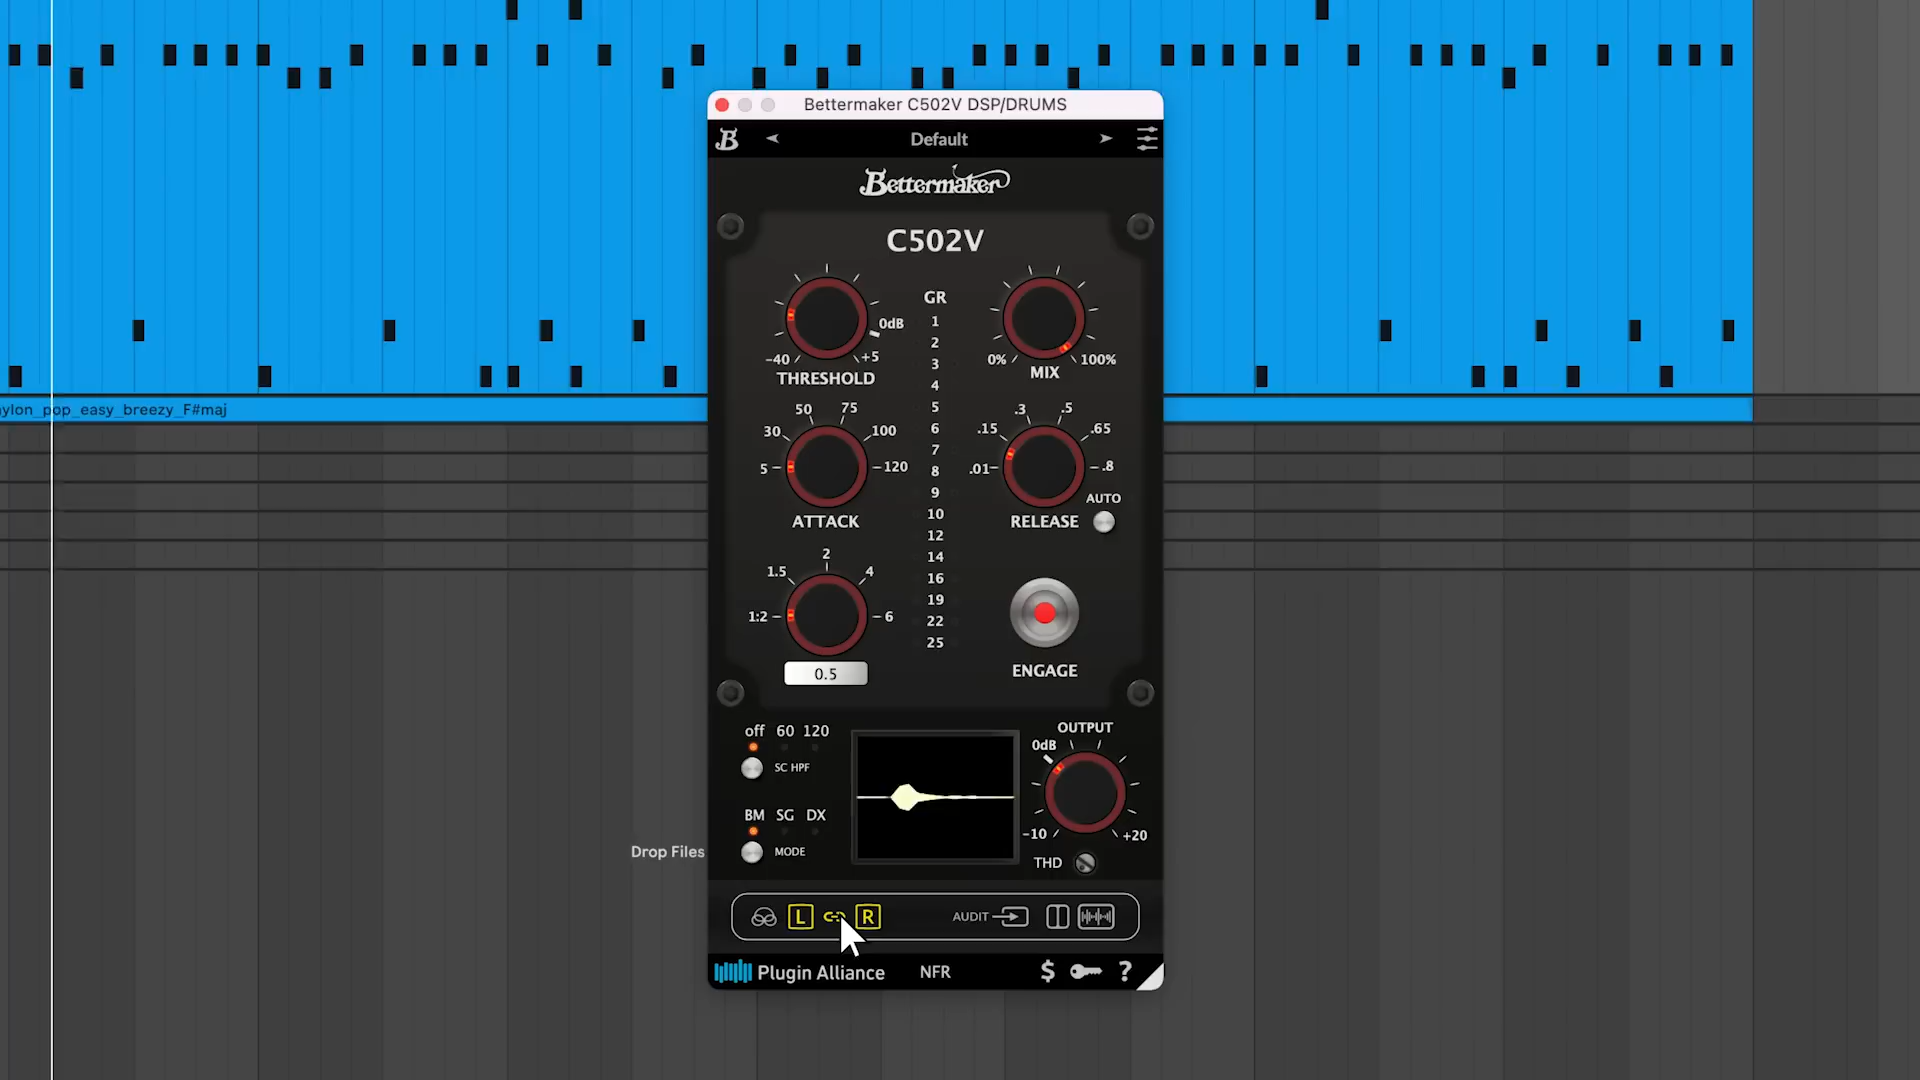 Bettermaker C502V DSP/DRUMS
Default
Bettermaker
C502V
0dB
-40
+5
THRESHOLD
GR
1
2
3
4
5
6
7
8
9
10
12
14
16
19
22
25
0%
100%
MIX
5
30
50
75
100
120
ATTACK
.01
.15
.3
.5
.65
.8
RELEASE
AUTO
1:2
1.5
2
4
6
0.5
ENGAGE
off 60 120
SC HPF
BM SG DX
MODE
OUTPUT
0dB
-10
+20
THD
L
R
AUDIT
Plugin Alliance
NFR
$
?
ylon_pop_easy_breezy_F#maj
Drop Files